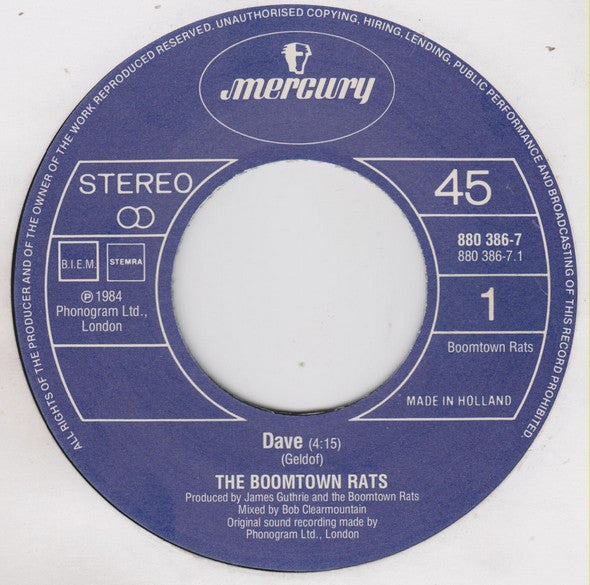 ALL RIGHTS OF THE PRODUCER AND OF THE OWNER OF THE WORK REPRODUCED RESERVED. UNAUTHORISED COPYING, HIRING, LENDING, PUBLIC PERFORMANCE AND BROADCASTING OF THIS RECORD PROHIBITED.
mercury
STEREO
B.I.E.M.
STEMRA
℗ 1984
Phonogram Ltd.,
London
45
880 386-7
880 386-7.1
1
Boomtown Rats
MADE IN HOLLAND
Dave (4:15)
(Geldof)
THE BOOMTOWN RATS
Produced by James Guthrie and the Boomtown Rats
Mixed by Bob Clearmountain
Original sound recording made by
Phonogram Ltd., London